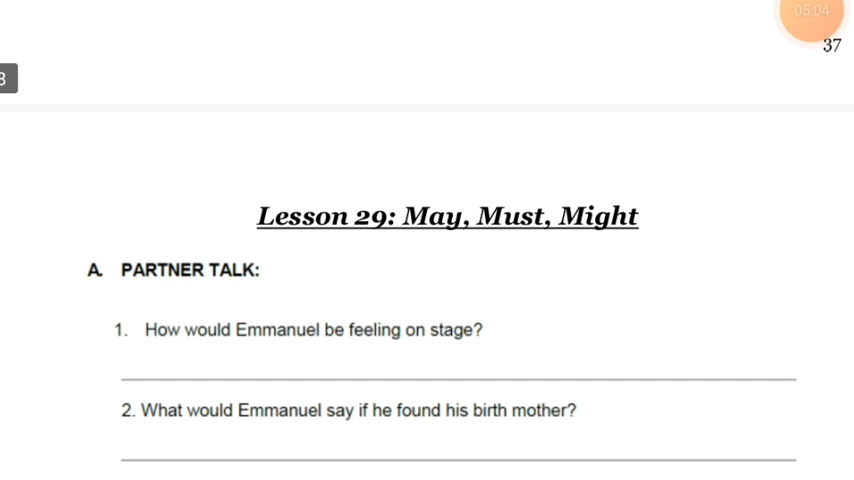 05:04
37
8
Lesson 29: May, Must, Might
A. PARTNER TALK:
1. How would Emmanuel be feeling on stage?
2. What would Emmanuel say if he found his birth mother?